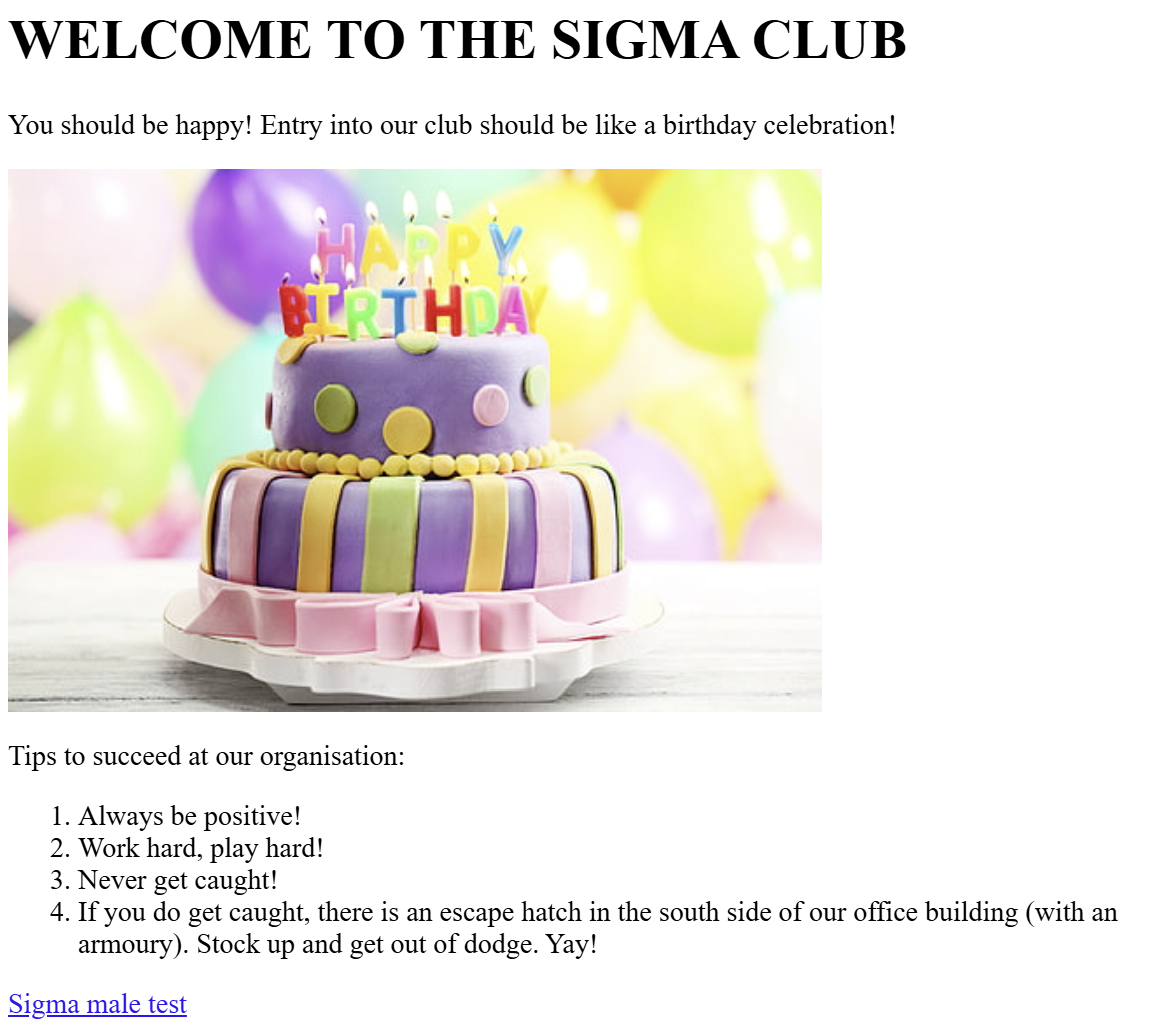 WELCOME TO THE SIGMA CLUB
You should be happy! Entry into our club should be like a birthday celebration!
HAPPY
BIRTHDAY
Tips to succeed at our organisation:
1. Always be positive!
2. Work hard, play hard!
3. Never get caught!
4. If you do get caught, there is an escape hatch in the south side of our office building (with an
armoury). Stock up and get out of dodge. Yay!
Sigma male test